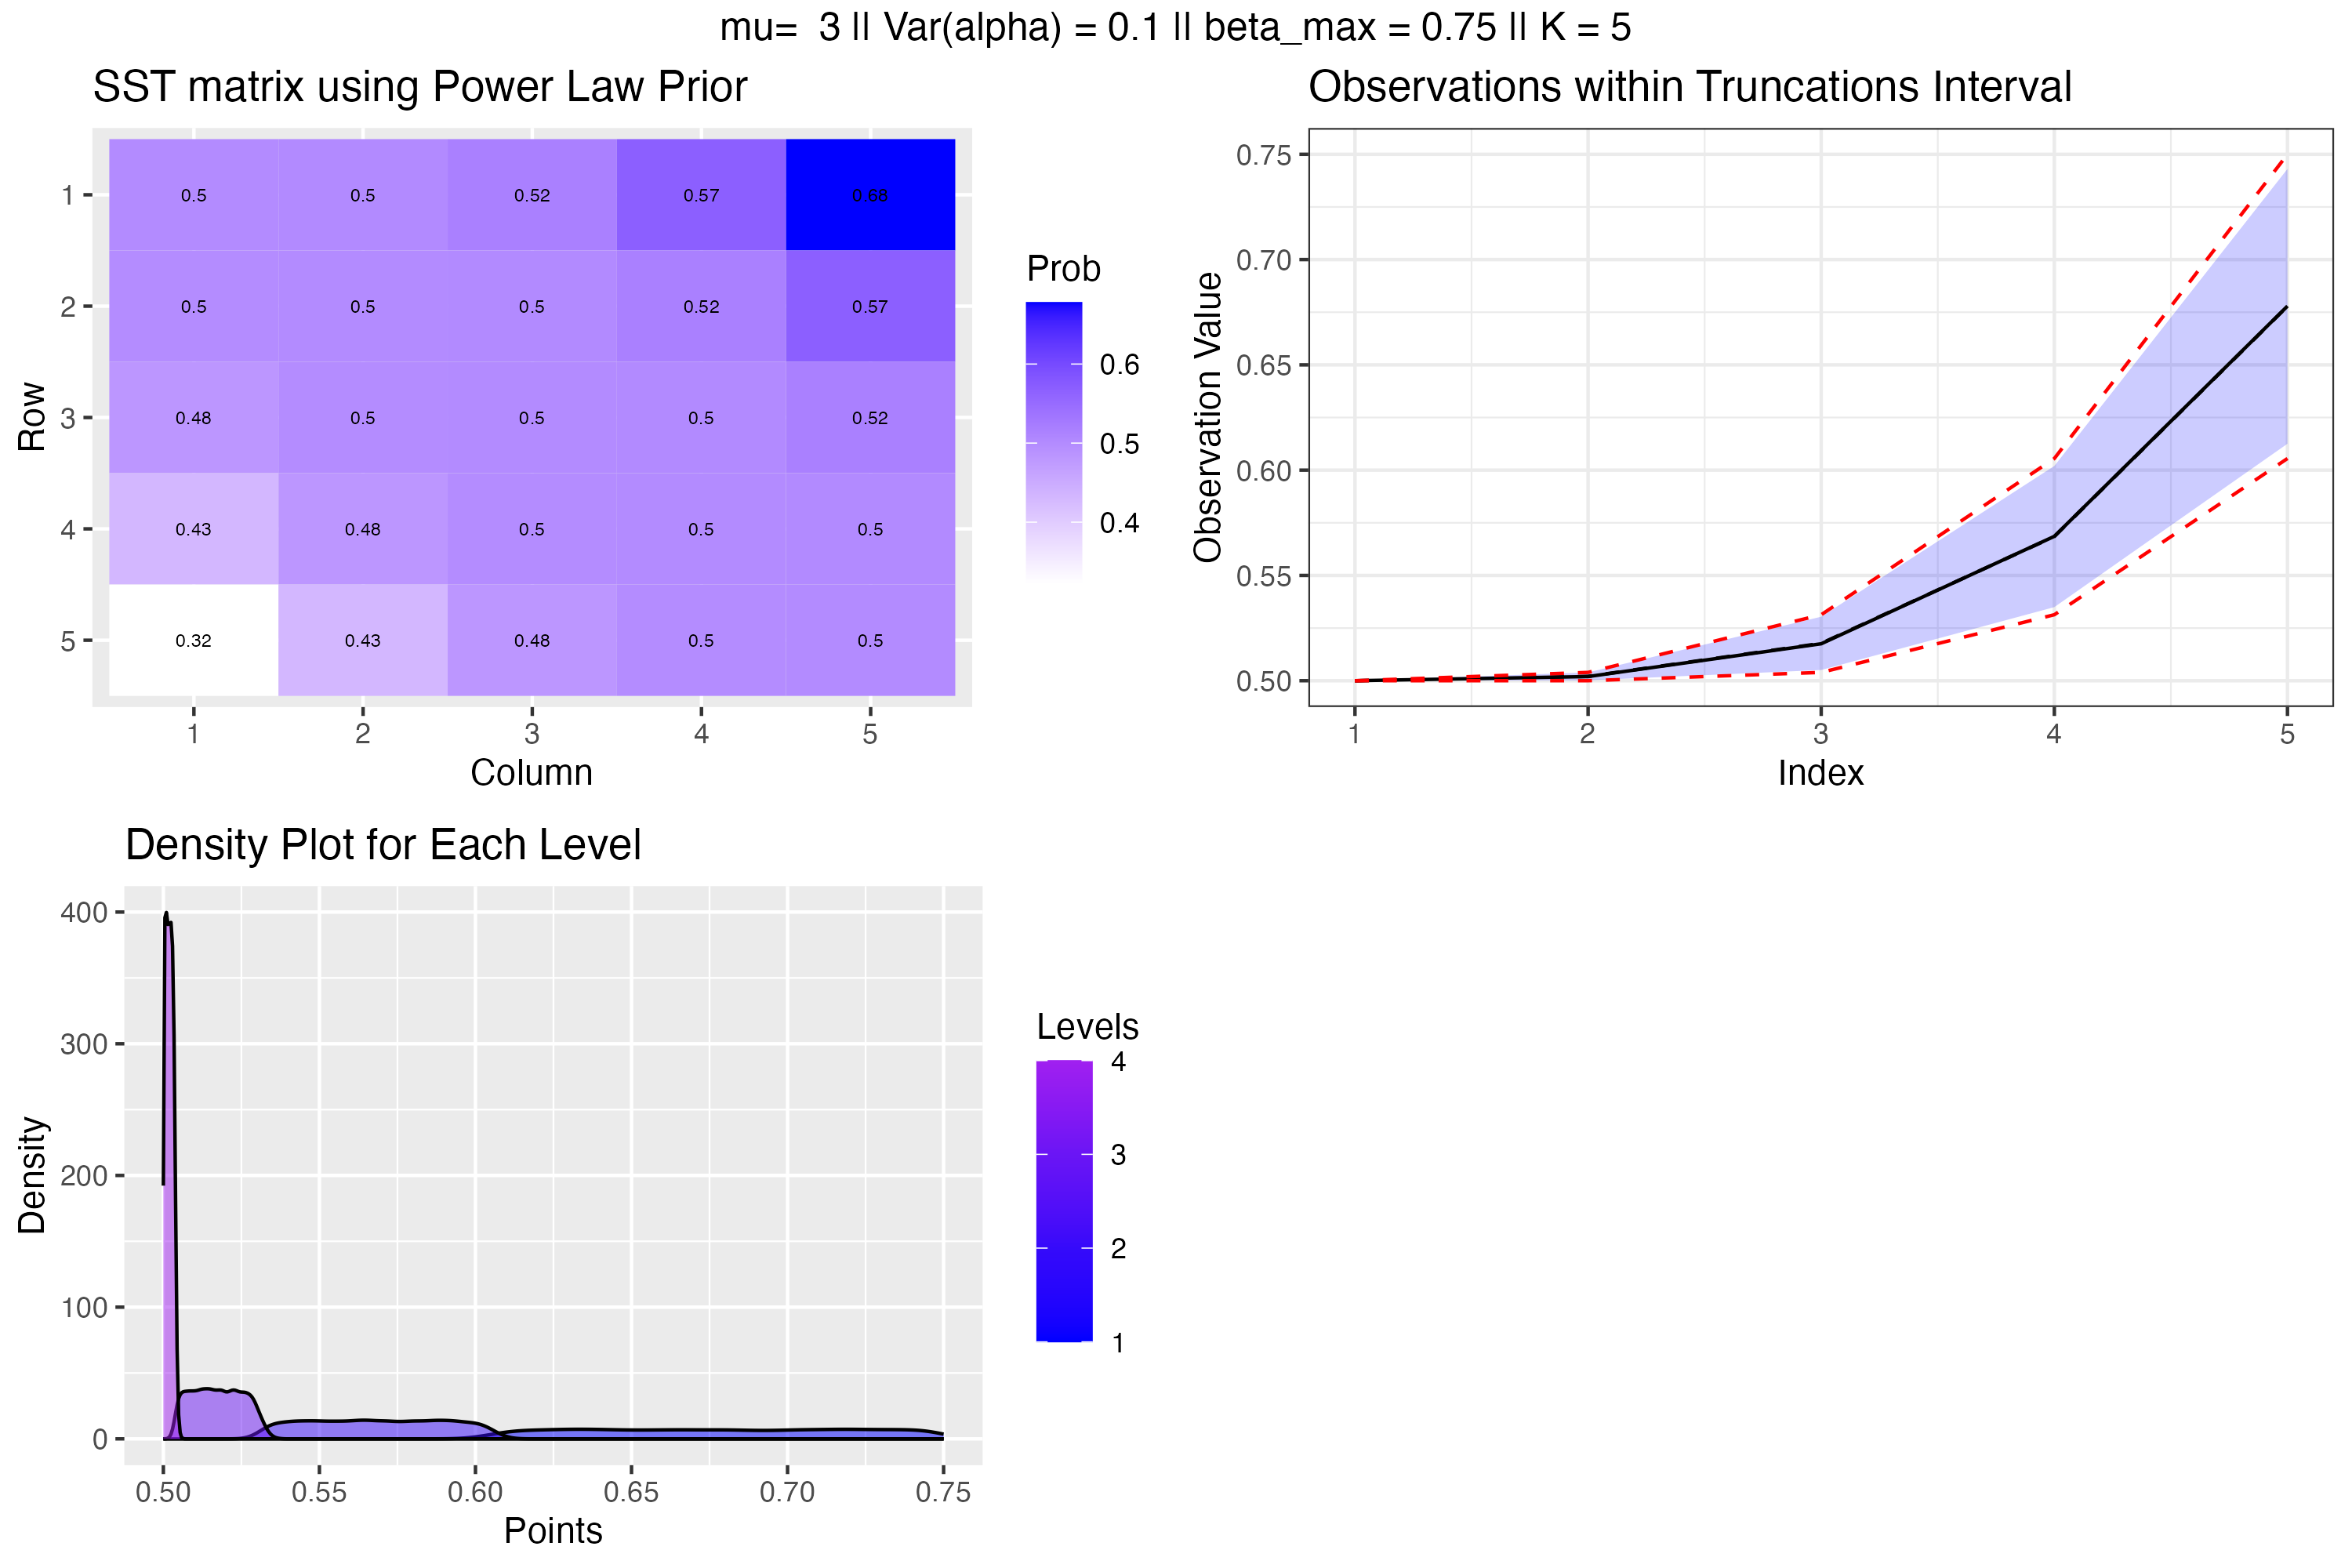 mu=  3 || Var(alpha) = 0.1 || beta_max = 0.75 || K = 5
SST matrix using Power Law Prior
Row
1
2
3
4
5
0.5 0.5 0.52 0.57 0.68
0.5 0.5 0.5 0.52 0.57
0.48 0.5 0.5 0.5 0.52
0.43 0.48 0.5 0.5 0.5
0.32 0.43 0.48 0.5 0.5
1 2 3 4 5
Column
Prob
0.6
0.5
0.4
Observations within Truncations Interval
Observation Value
0.75
0.70
0.65
0.60
0.55
0.50
1 2 3 4 5
Index
Density Plot for Each Level
Density
400
300
200
100
0
0.50 0.55 0.60 0.65 0.70 0.75
Points
Levels
4
3
2
1